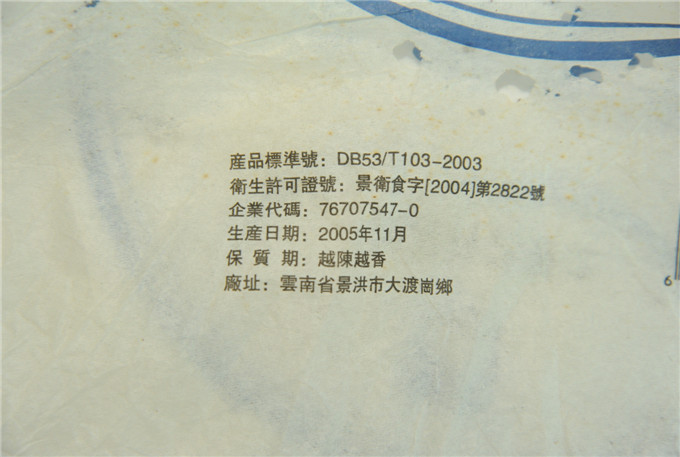 産品標準號：DB53/T103-2003
衛生許可證號：景衛食字[2004]第2822號
企業代碼：76707547-0
生産日期：2005年11月
保 質 期：越陳越香
廠址：雲南省景洪市大渡崗鄉
6